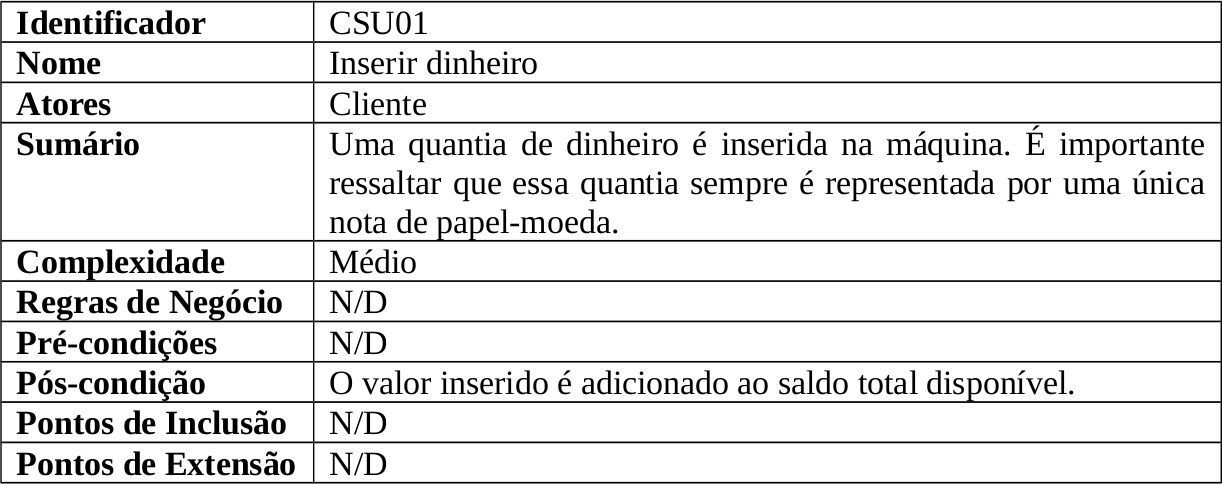 Identificador CSU01
Nome Inserir dinheiro
Atores Cliente
Sumário Uma quantia de dinheiro é inserida na máquina. É importante
ressaltar que essa quantia sempre é representada por uma única
nota de papel-moeda.
Complexidade Médio
Regras de Negócio N/D
Pré-condições N/D
Pós-condição O valor inserido é adicionado ao saldo total disponível.
Pontos de Inclusão N/D
Pontos de Extensão N/D